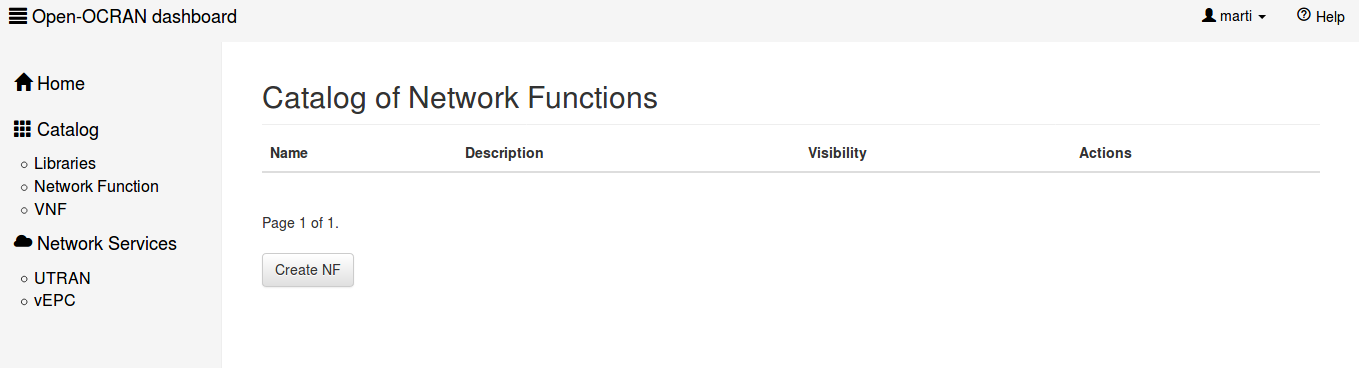 Open-OCRAN dashboard
marti
Help
Home
Catalog
Libraries
Network Function
VNF
Network Services
UTRAN
vEPC
Catalog of Network Functions
Name Description Visibility Actions
Page 1 of 1.
Create NF